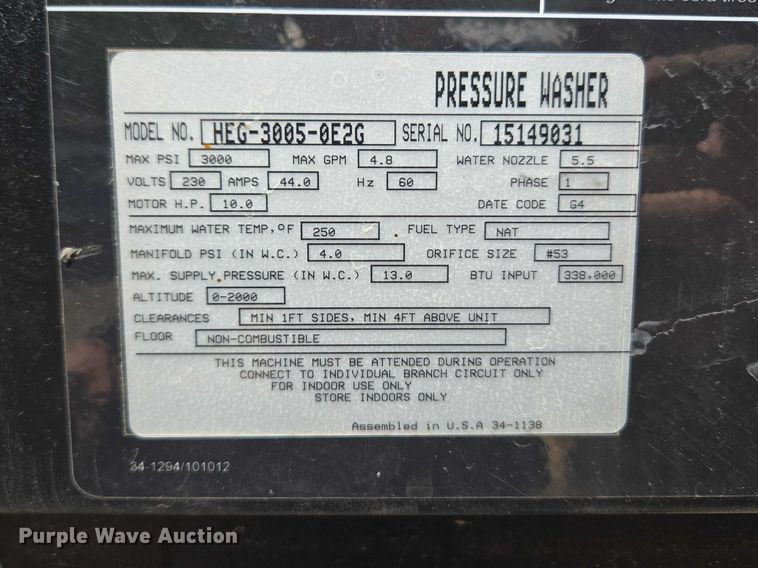 PRESSURE WASHER
MODEL NO. HEG-3005-0E2G SERIAL NO. 15149031
MAX PSI 3000 MAX GPM 4.8 WATER NOZZLE 5.5
VOLTS 230 AMPS 44.0 Hz 60 PHASE 1
MOTOR H.P. 10.0 DATE CODE G4
MAXIMUM WATER TEMP,°F 250 FUEL TYPE NAT
MANIFOLD PSI (IN W.C.) 4.0 ORIFICE SIZE #53
MAX. SUPPLY PRESSURE (IN W.C.) 13.0 BTU INPUT 338,000
ALTITUDE 0-2000
CLEARANCES MIN 1FT SIDES, MIN 4FT ABOVE UNIT
FLOOR NON-COMBUSTIBLE
THIS MACHINE MUST BE ATTENDED DURING OPERATION
CONNECT TO INDIVIDUAL BRANCH CIRCUIT ONLY
FOR INDOOR USE ONLY
STORE INDOORS ONLY
Assembled in U.S.A 34-1138
34-1294/101012
Purple Wave Auction